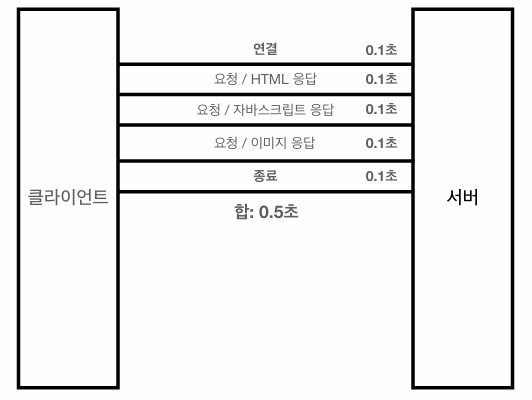 연결 0.1초
요청 / HTML 응답 0.1초
요청 / 자바스크립트 응답 0.1초
요청 / 이미지 응답 0.1초
종료 0.1초
클라이언트
서버
합: 0.5초